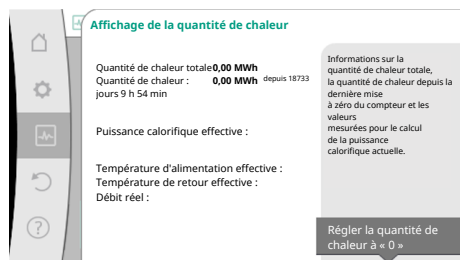 Affichage de la quantité de chaleur
Quantité de chaleur totale 0,00 MWh
Quantité de chaleur : 0,00 MWh depuis 18733
jours 9 h 54 min
Puissance calorifique effective :
Température d'alimentation effective :
Température de retour effective :
Débit réel :
Informations sur la
quantité de chaleur totale,
la quantité de chaleur depuis la
dernière mise
à zéro du compteur et les
valeurs
mesurées pour le calcul
de la puissance
calorifique actuelle.
Régler la quantité de
chaleur à « 0 »
?